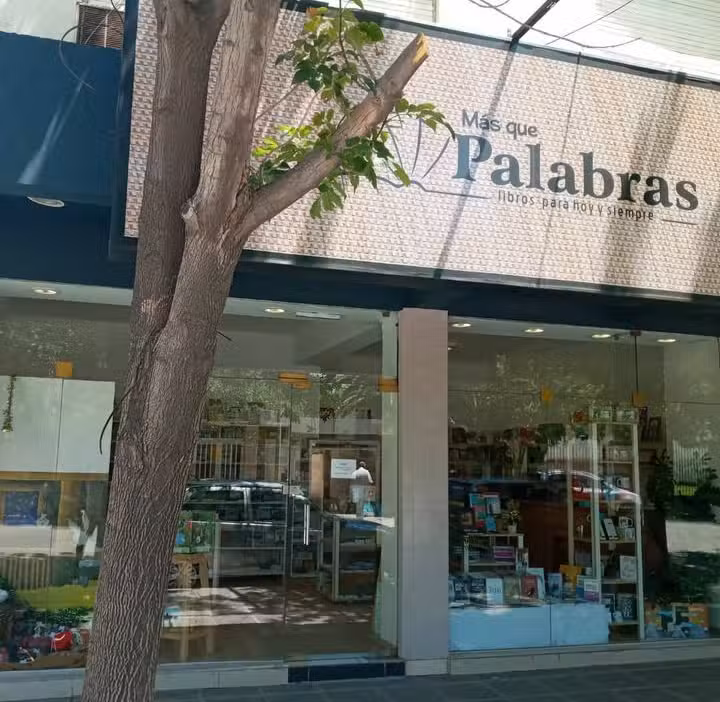 Más que
Palabras
libros para hoy y siempre